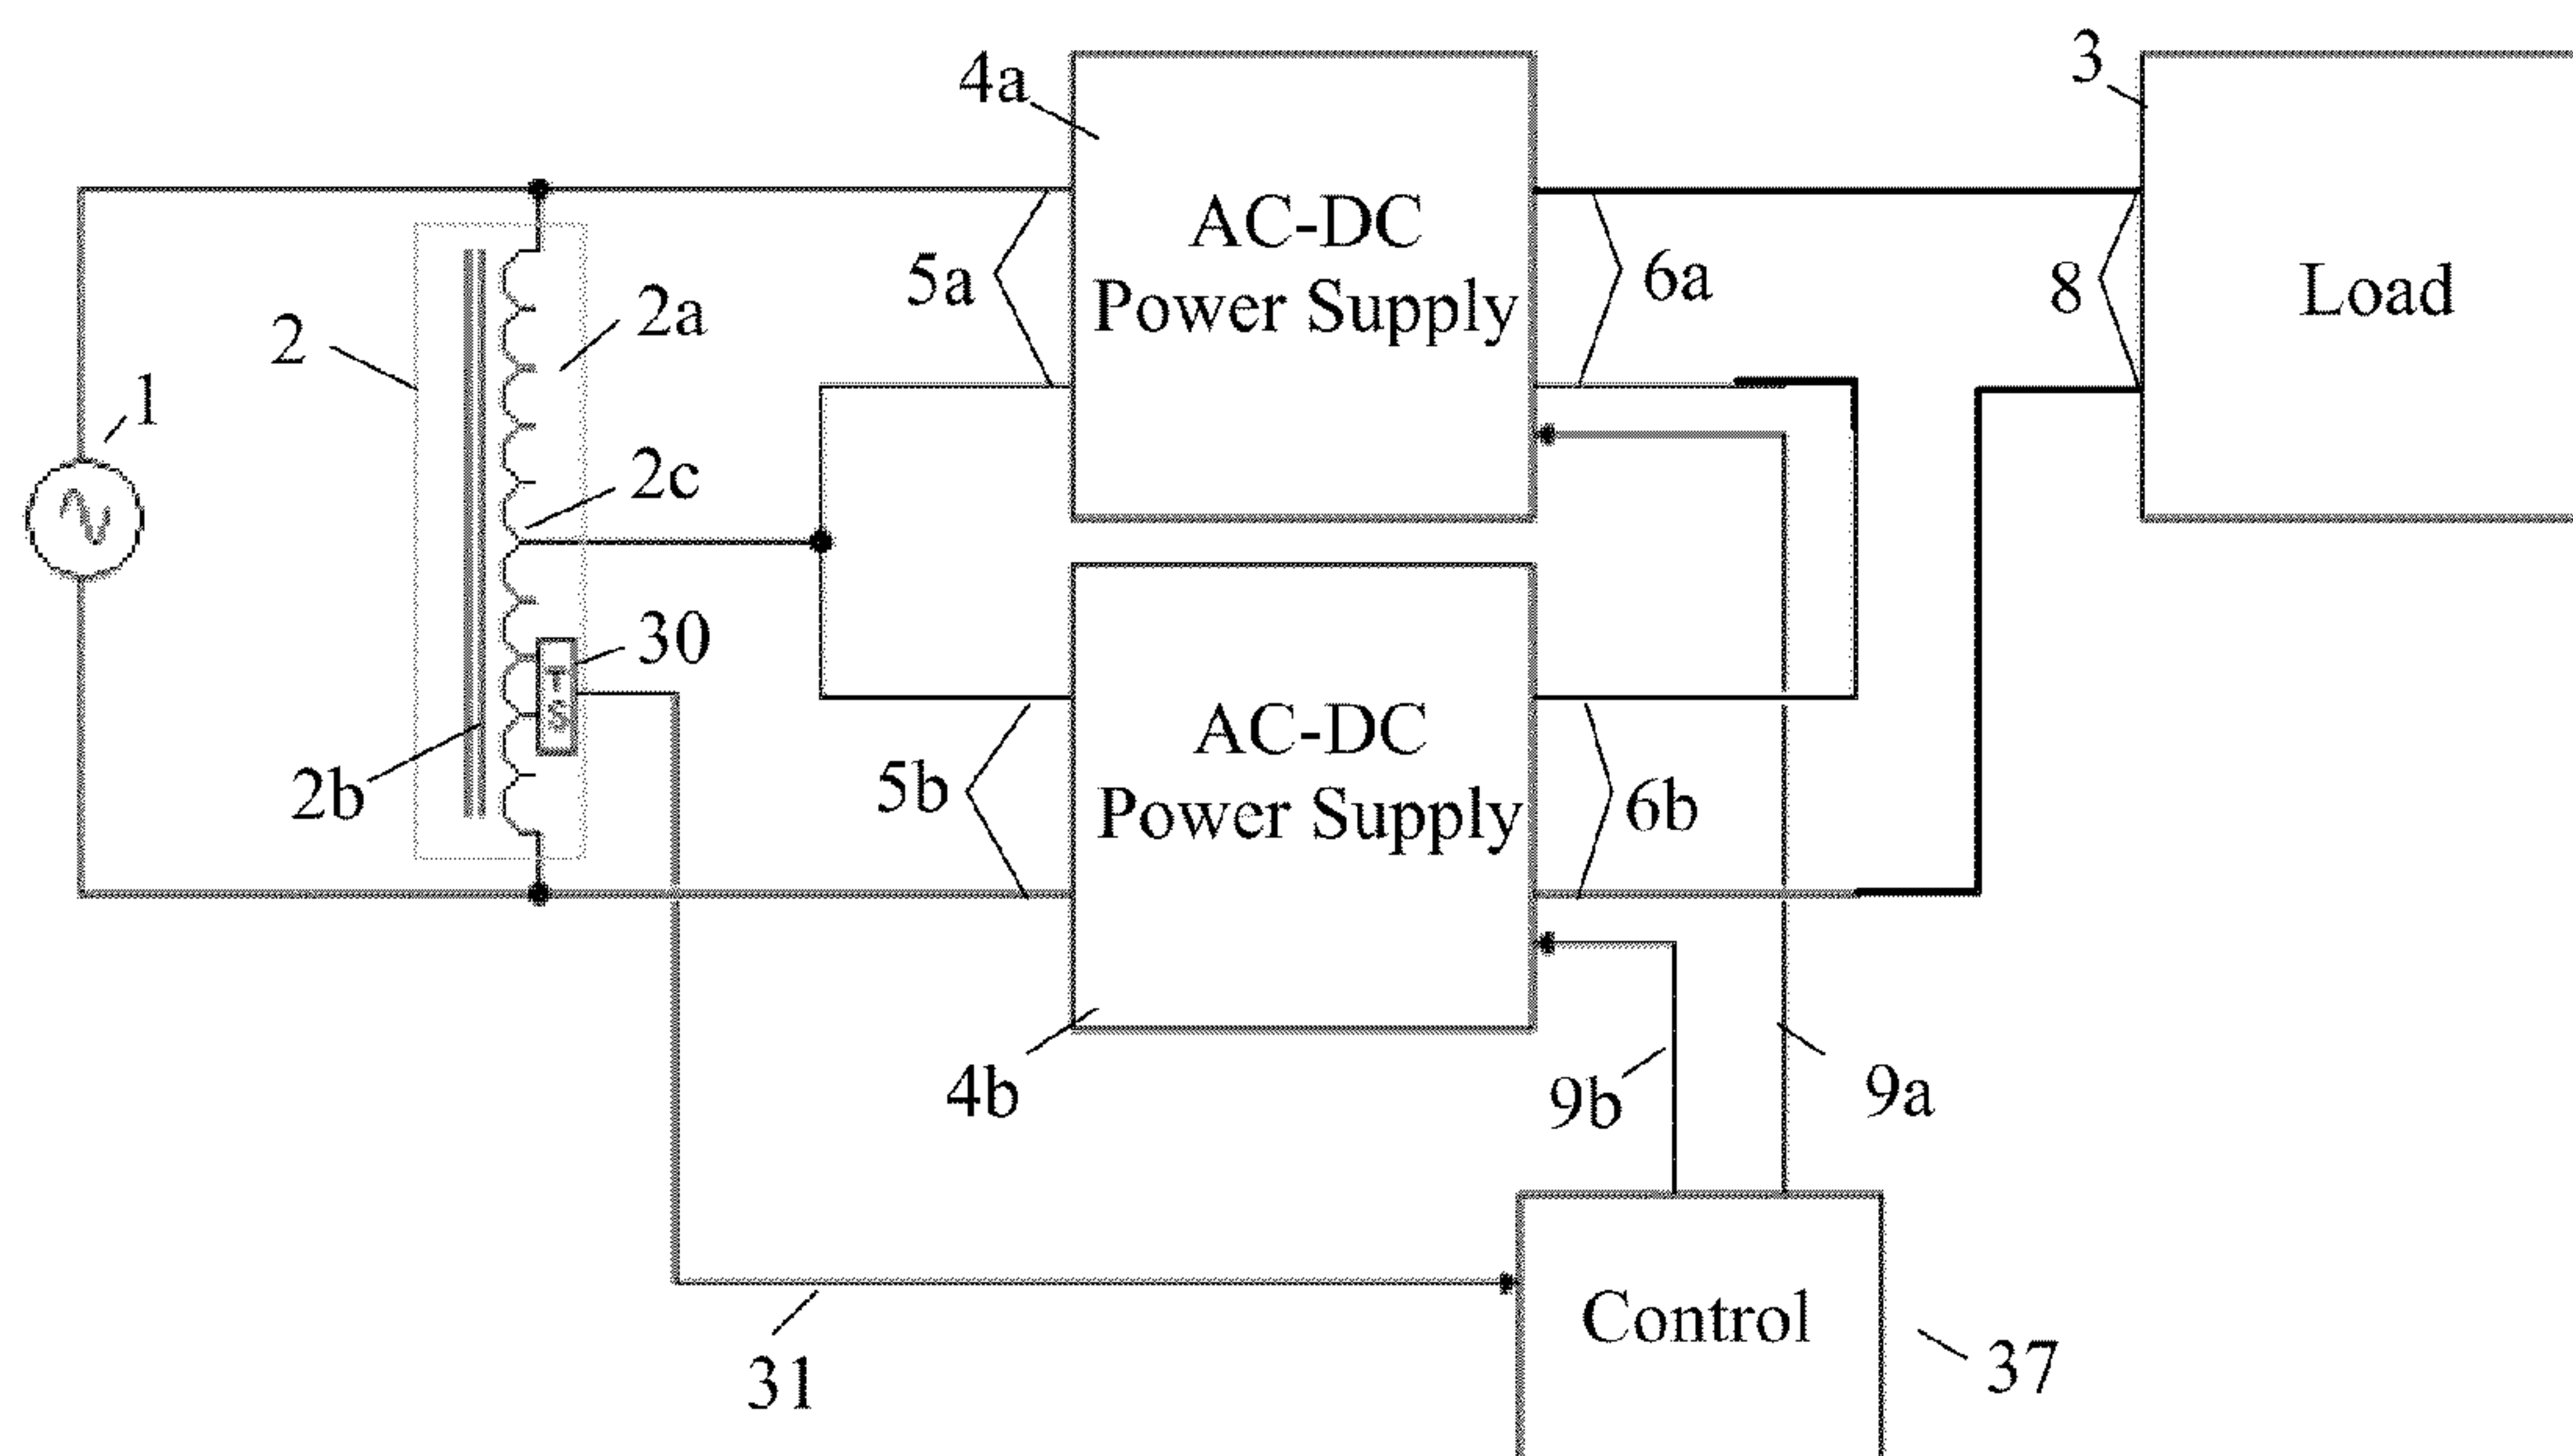 4a
3
AC-DC
Power Supply
5a
6a
8
Load
2
2a
1
2c
30
T
S
AC-DC
Power Supply
2b
5b
6b
4b
9b
9a
Control
31
37